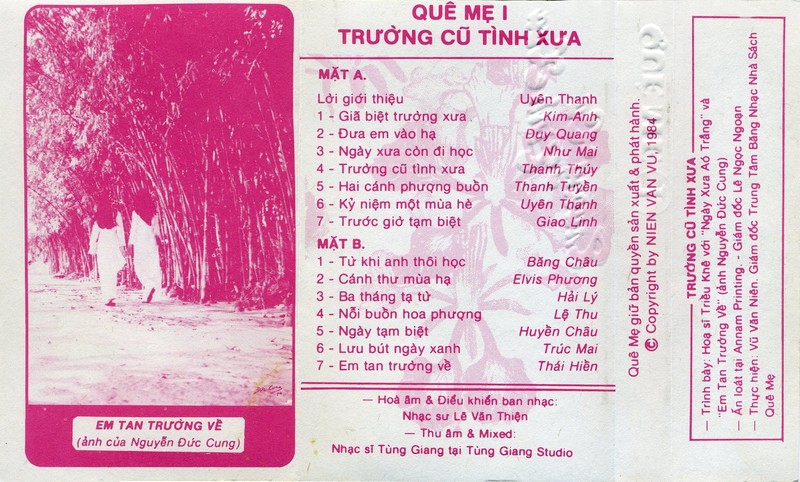 QUÊ MẸ I
TRƯỜNG CŨ TÌNH XƯA
MẶT A.
Lời giới thiệu Uyên Thanh
1 - Giã biệt trường xưa Kim Anh
2 - Đưa em vào hạ Duy Quang
3 - Ngày xưa còn đi học Như Mai
4 - Trường cũ tình xưa Thanh Thúy
5 - Hai cánh phượng buồn Thanh Tuyền
6 - Kỷ niệm một mùa hè Uyên Thanh
7 - Trước giờ tạm biệt Giao Linh
MẶT B.
1 - Từ khi anh thôi học Băng Châu
2 - Cánh thư mùa hạ Elvis Phương
3 - Ba tháng tạ từ Hải Lý
4 - Nỗi buồn hoa phượng Lệ Thu
5 - Ngày tạm biệt Huyền Châu
6 - Lưu bút ngày xanh Trúc Mai
7 - Em tan trường về Thái Hiền
— Hoà âm & Điều khiển ban nhạc:
Nhạc sư Lê Văn Thiện
— Thu âm & Mixed:
Nhạc sĩ Tùng Giang tại Tùng Giang Studio
EM TAN TRƯỜNG VỀ
(ảnh của Nguyễn Đức Cung)
Quê Mẹ giữ bản quyền sản xuất & phát hành.
© Copyright by NIEN VAN VU, 1984
TRƯỜNG CŨ TÌNH XƯA
— Trình bày: Hoạ sĩ Triều Khê với "Ngày Xưa Aó Trắng" và
"Em Tan Trường Về" (ảnh Nguyễn Đức Cung)
— Ấn loát tại Annam Printing. - Giám đốc Lê Ngọc Ngoạn
— Thực hiện: Vũ Văn Niên. Giám đốc Trung Tâm Băng Nhạc Nhà Sách
Quê Mẹ